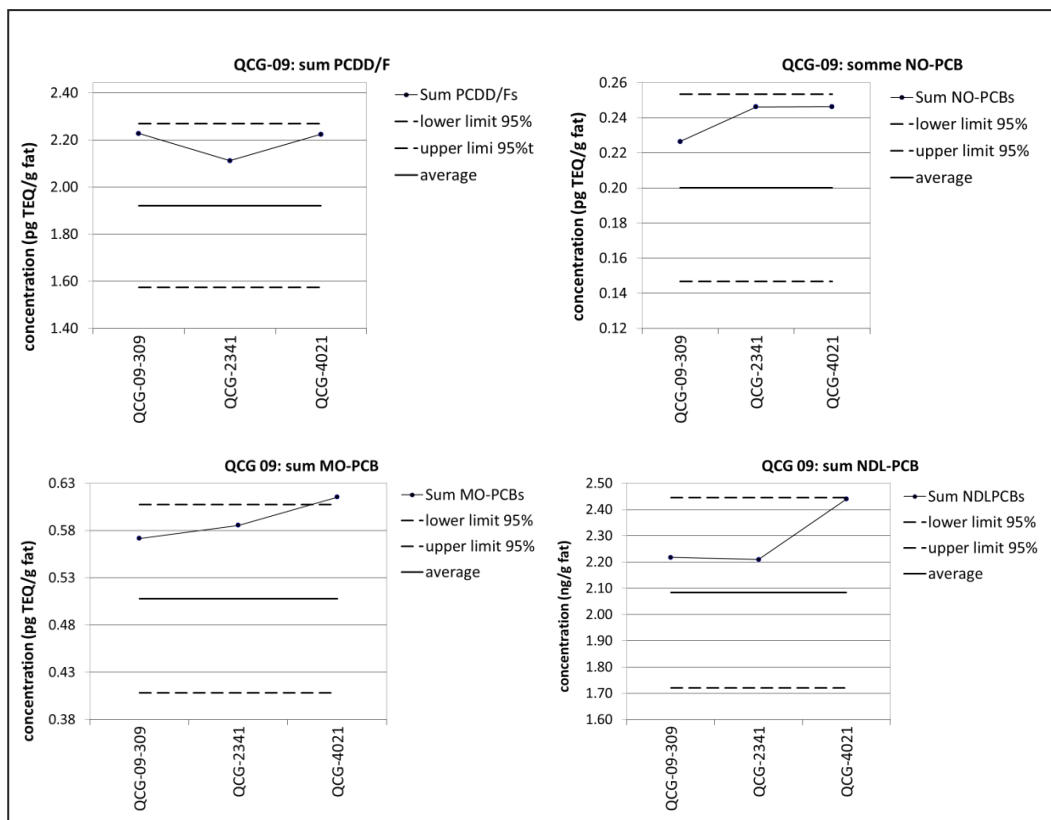 QCG-09: sum PCDD/F
concentration (pg TEQ/g fat)
2.40
2.20
2.00
1.80
1.60
1.40
QCG-09-309
QCG-2341
QCG-4021
Sum PCDD/Fs
lower limit 95%
upper limi 95%t
average
QCG-09: somme NO-PCB
concentration (pg TEQ/g fat)
0.26
0.24
0.22
0.20
0.18
0.16
0.14
0.12
QCG-09-309
QCG-2341
QCG-4021
Sum NO-PCBs
lower limit 95%
upper limit 95%
average
QCG 09: sum MO-PCB
concentration (pg TEQ/g fat)
0.63
0.58
0.53
0.48
0.43
0.38
QCG-09-309
QCG-2341
QCG-4021
Sum MO-PCBs
lower limit 95%
upper limit 95%
average
QCG 09: sum NDL-PCB
concentration (ng/g fat)
2.50
2.40
2.30
2.20
2.10
2.00
1.90
1.80
1.70
1.60
QCG-09-309
QCG-2341
QCG-4021
Sum NDLPCBs
lower limit 95%
upper limit 95%
average